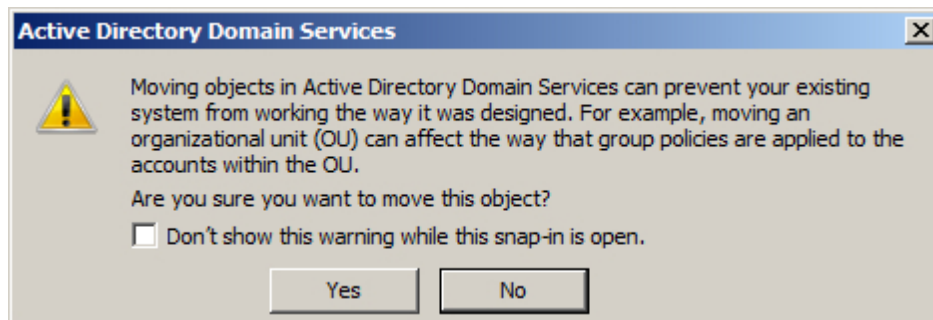 Active Directory Domain Services
Moving objects in Active Directory Domain Services can prevent your existing
system from working the way it was designed. For example, moving an
organizational unit (OU) can affect the way that group policies are applied to the
accounts within the OU.
Are you sure you want to move this object?
Don't show this warning while this snap-in is open.
Yes No